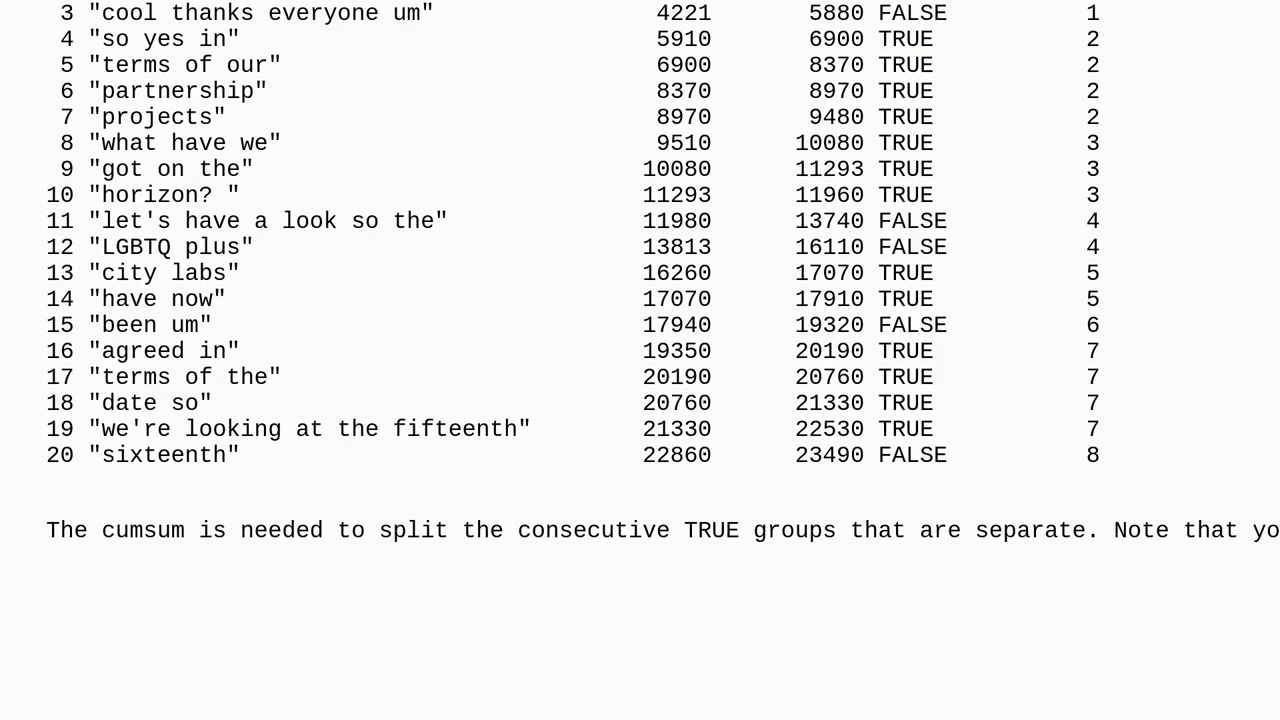 3 "cool thanks everyone um" 4221 5880 FALSE 1
4 "so yes in" 5910 6900 TRUE 2
5 "terms of our" 6900 8370 TRUE 2
6 "partnership" 8370 8970 TRUE 2
7 "projects" 8970 9480 TRUE 2
8 "what have we" 9510 10080 TRUE 3
9 "got on the" 10080 11293 TRUE 3
10 "horizon? " 11293 11960 TRUE 3
11 "let's have a look so the" 11980 13740 FALSE 4
12 "LGBTQ plus" 13813 16110 FALSE 4
13 "city labs" 16260 17070 TRUE 5
14 "have now" 17070 17910 TRUE 5
15 "been um" 17940 19320 FALSE 6
16 "agreed in" 19350 20190 TRUE 7
17 "terms of the" 20190 20760 TRUE 7
18 "date so" 20760 21330 TRUE 7
19 "we're looking at the fifteenth" 21330 22530 TRUE 7
20 "sixteenth" 22860 23490 FALSE 8
The cumsum is needed to split the consecutive TRUE groups that are separate. Note that yo